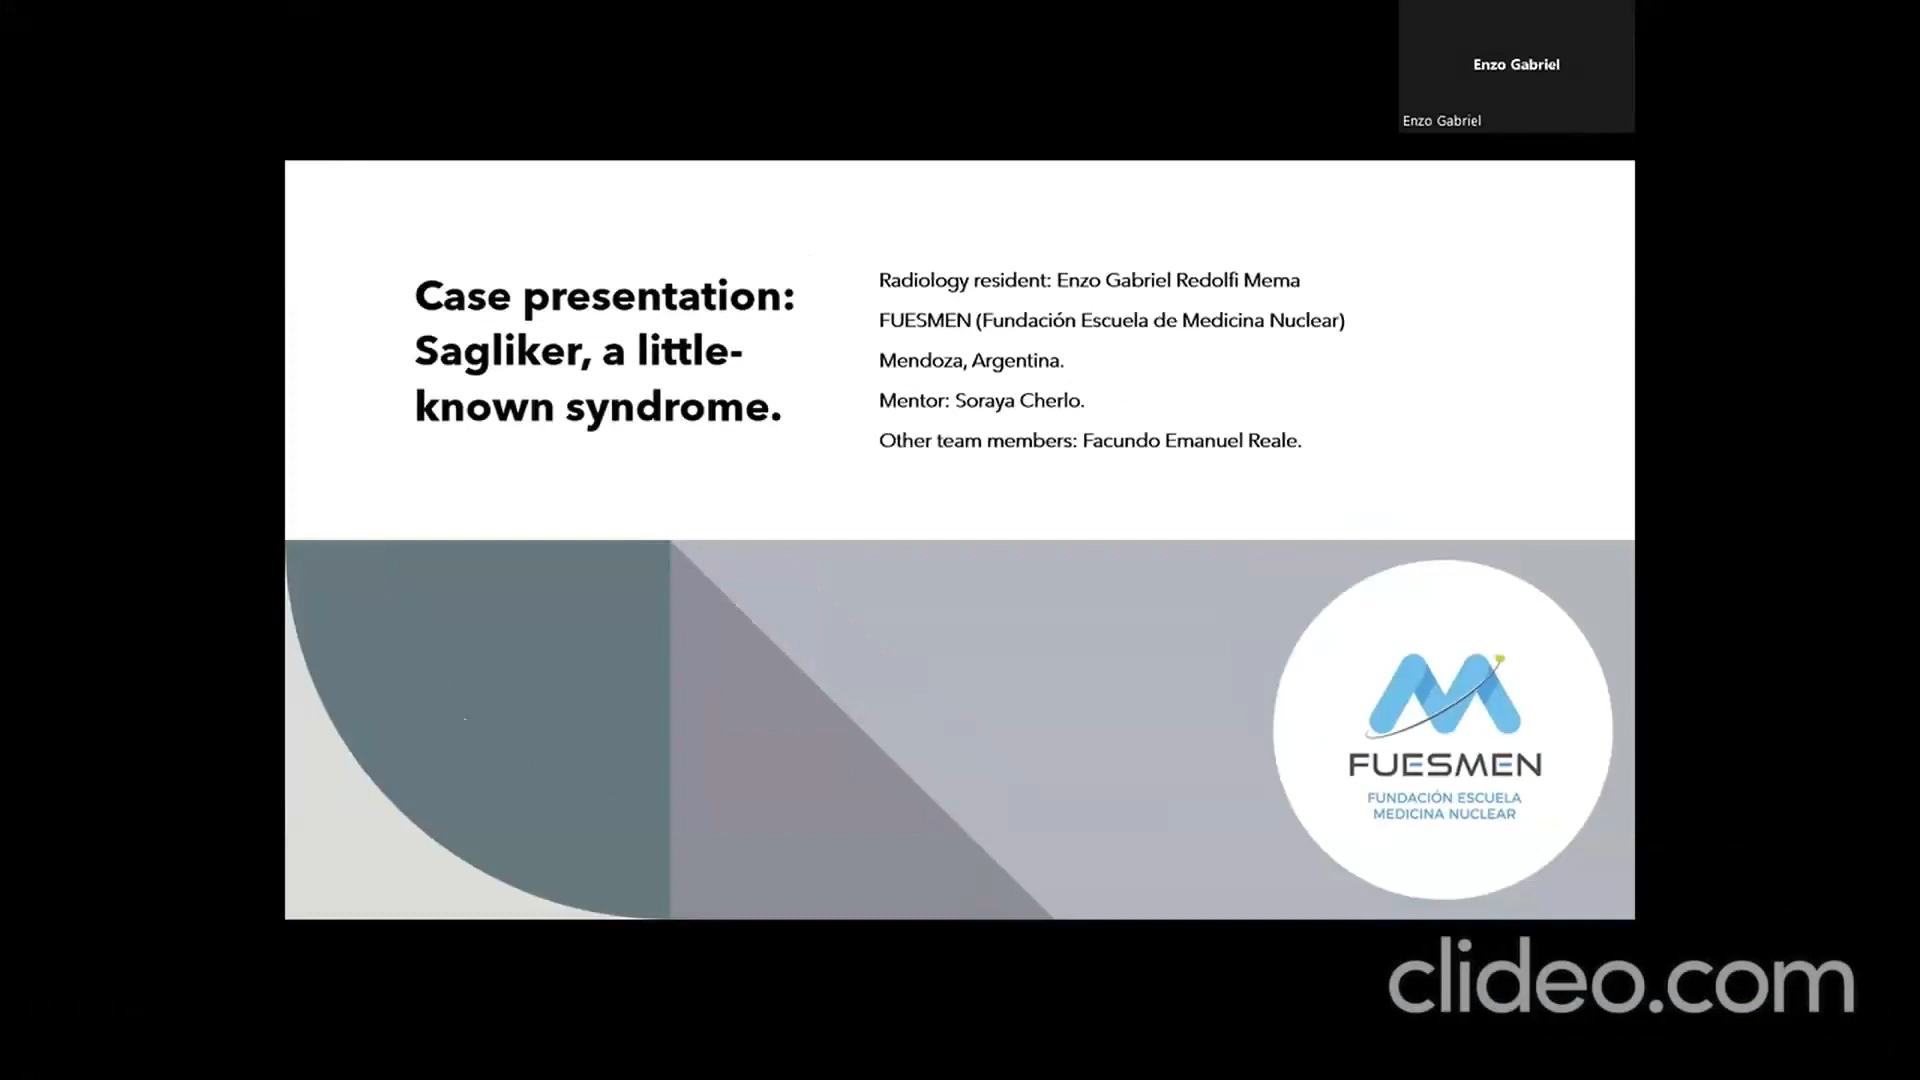 Enzo Gabriel
Enzo Gabriel
Case presentation:
Sagliker, a little-
known syndrome.
Radiology resident: Enzo Gabriel Redolfi Mema
FUESMEN (Fundación Escuela de Medicina Nuclear)
Mendoza, Argentina.
Mentor: Soraya Cherlo.
Other team members: Facundo Emanuel Reale.
FUESMEN
FUNDACIÓN ESCUELA
MEDICINA NUCLEAR
clideo.com